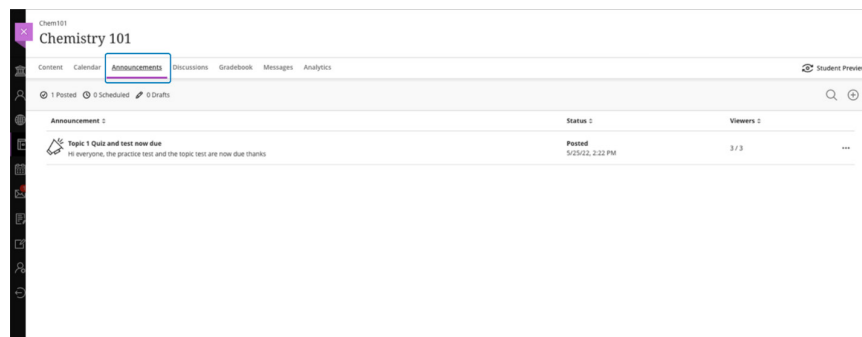 Chem101
Chemistry 101
Content Calendar Announcements Discussions Gradebook Messages Analytics Student Previe
1 Posted 0 Scheduled 0 Drafts
Announcement Status Viewers
Topic 1 Quiz and test now due Posted 3 / 3
Hi everyone, the practice test and the topic test are now due thanks 5/25/22, 2:22 PM